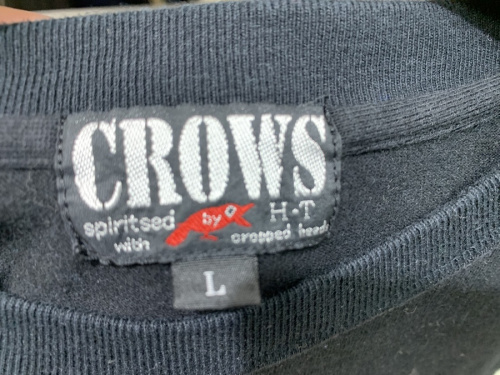 CROWS
spiritsed by H·T
with cropped heads
L